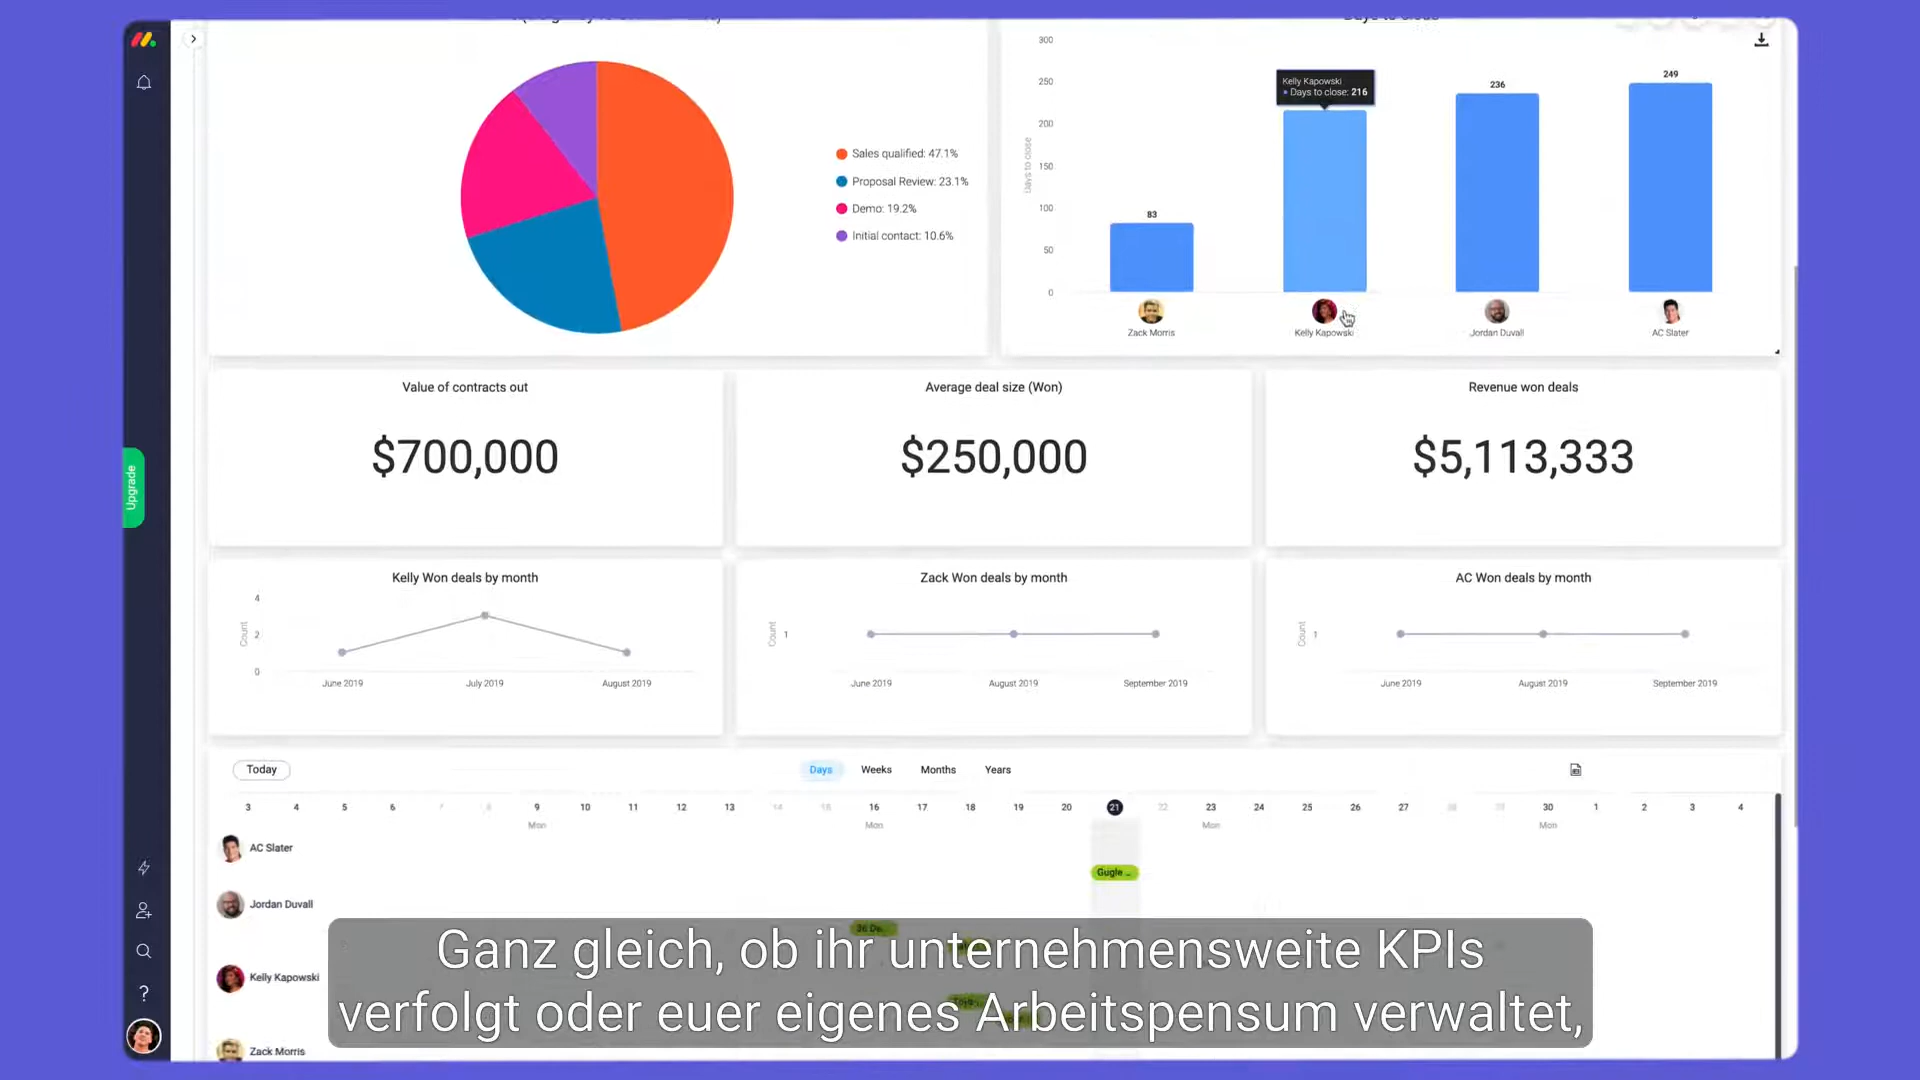 300
250
200
150
100
50
0
Days to close
Kelly Kapowski
Days to close: 216
83
236
249
Zack Morris
Kelly Kapowski
Jordan Duvall
AC Slater
Sales qualified: 47.1%
Proposal Review: 23.1%
Demo: 19.2%
Initial contact: 10.6%
Upgrade
Value of contracts out
$700,000
Average deal size (Won)
$250,000
Revenue won deals
$5,113,333
Kelly Won deals by month
4
2
0
Count
June 2019
July 2019
August 2019
Zack Won deals by month
Count
1
June 2019
August 2019
September 2019
AC Won deals by month
Count
1
June 2019
August 2019
September 2019
Today
Days
Weeks
Months
Years
3 4 5 6 7 8 9 10 11 12 13 14 15 16 17 18 19 20 21 22 23 24 25 26 27 28 29 30 1 2 3 4
Mon Mon Mon Mon
AC Slater
Gugle ...
Jordan Duvall
Kelly Kapowski
Zack Morris
Ganz gleich, ob ihr unternehmensweite KPIs
verfolgt oder euer eigenes Arbeitspensum verwaltet,